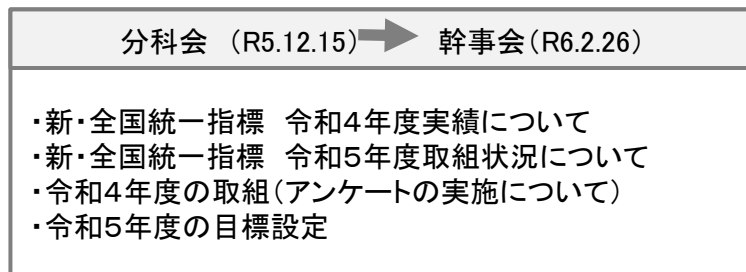 分科会 （R5.12.15） 幹事会（R6.2.26）
・新・全国統一指標 令和４年度実績について
・新・全国統一指標 令和５年度取組状況について
・令和４年度の取組（アンケートの実施について）
・令和５年度の目標設定